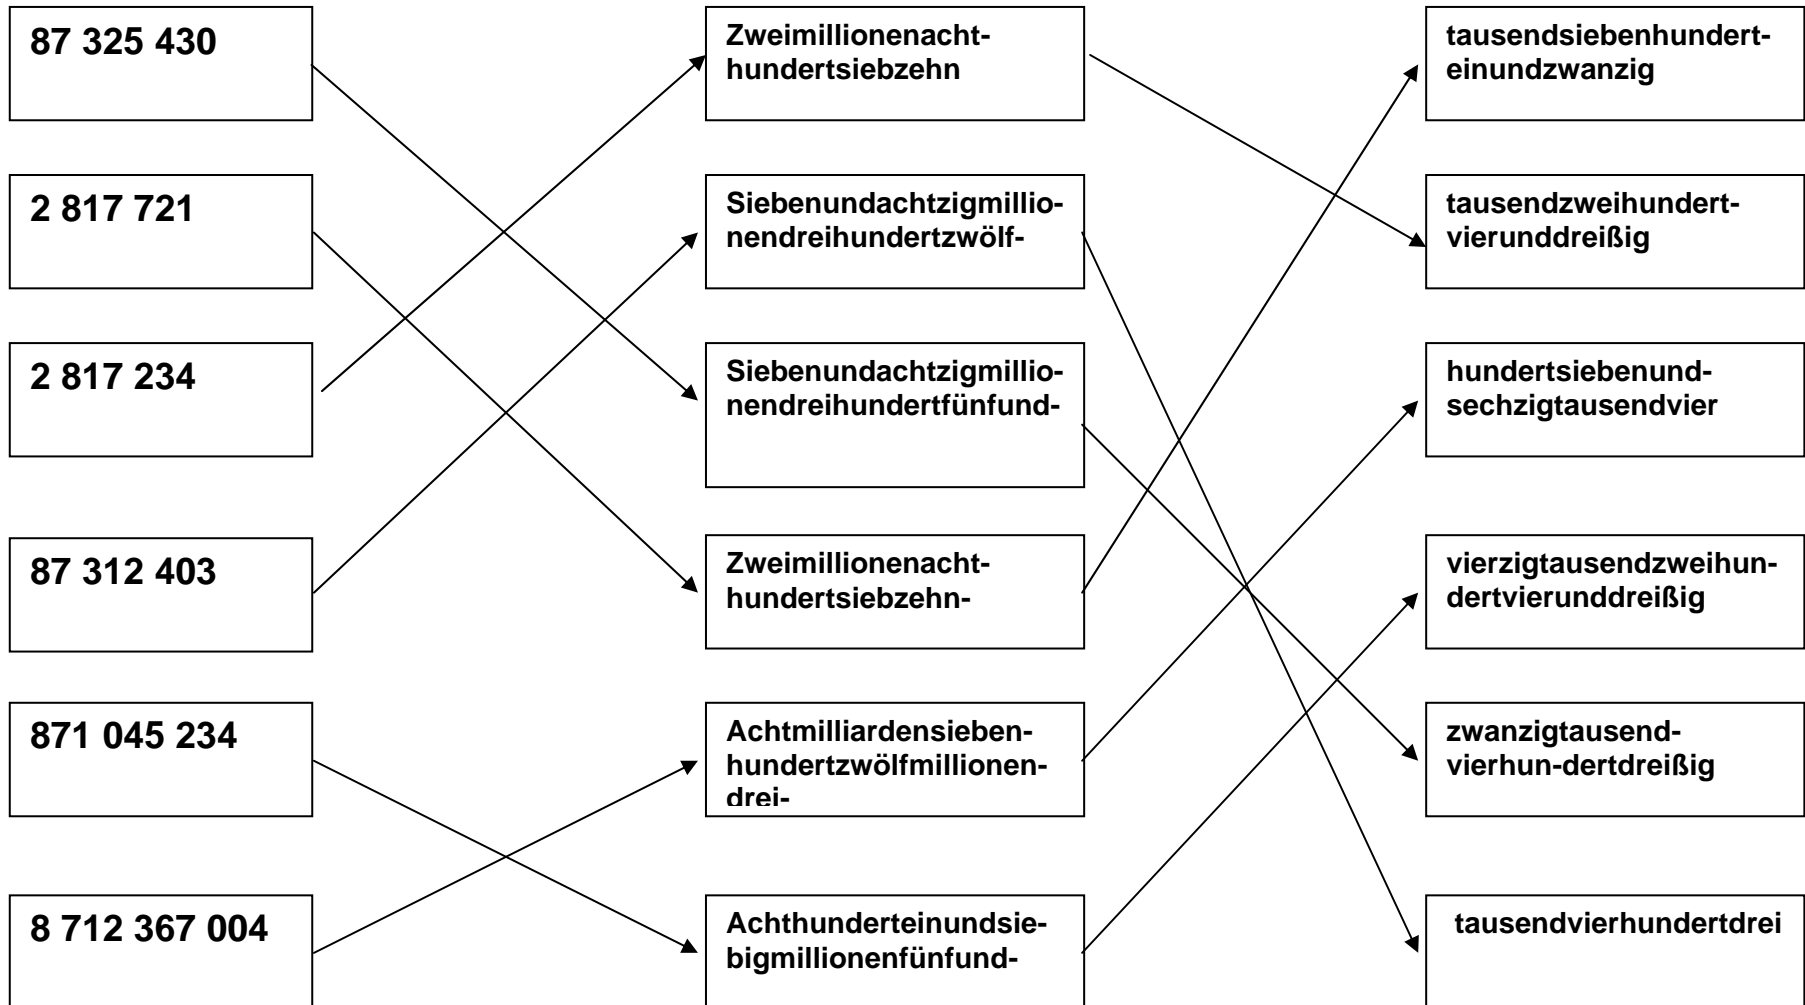 87 325 430
2 817 721
2 817 234
87 312 403
871 045 234
8 712 367 004
Zweimillionenacht-
hundertsiebzehn
Siebenundachtzigmillio-
nendreihundertzwölf-
Siebenundachtzigmillio-
nendreihundertfünfund-
Zweimillionenacht-
hundertsiebzehn-
Achtmilliardensieben-
hundertzwölfmillionen-
drei-
Achthunderteinundsie-
bigmillionenfünfund-
tausendsiebenhundert-
einundzwanzig
tausendzweihundert-
vierunddreißig
hundertsiebenund-
sechzigtausendvier
vierzigtausendzweihun-
dertvierunddreißig
zwanzigtausend-
vierhun-dertdreißig
tausendvierhundertdrei